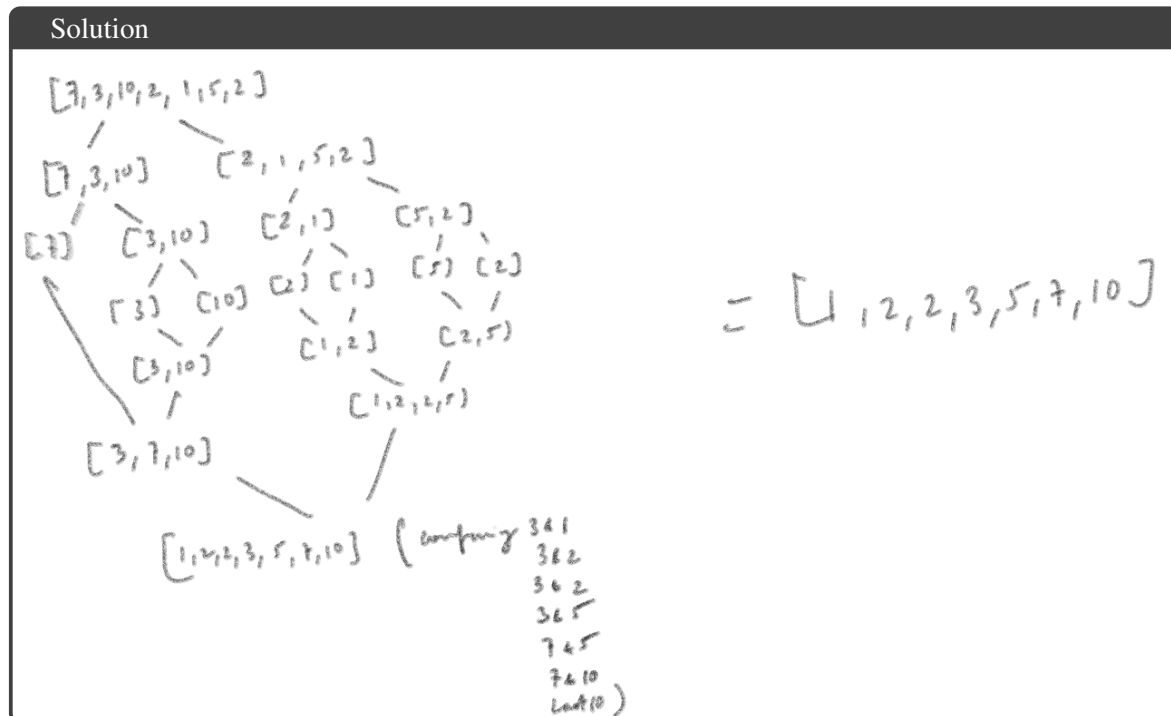 Solution
[7,3,10,2, 1,5,2]
[7,3,10] [2, 1, 5,2]
[7] [3,10] [2,1] [5,2]
[3] [10] [2] [1] [5) [2]
[3,10] [1,2] [2,5)
[1,2,2,5)
[3,7,10]
= [1,2,2,3,5,7,10]
[1,2,2,3,5,7,10] (comparing 3&1
3&2
3&2
3&5
7&5
7&10
Last 10)